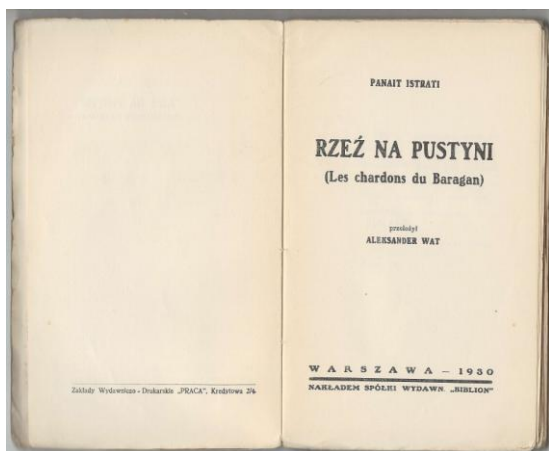 Zakłady Wydawniczo - Drukarskie „PRACA", Kredytowa 2/4.
PANAIT ISTRATI
RZEŹ NA PUSTYNI
(Les chardons du Baragan)
przełożył
ALEKSANDER WAT
WARSZAWA – 1930
NAKŁADEM SPÓŁKI WYDAWN. „BIBLION"